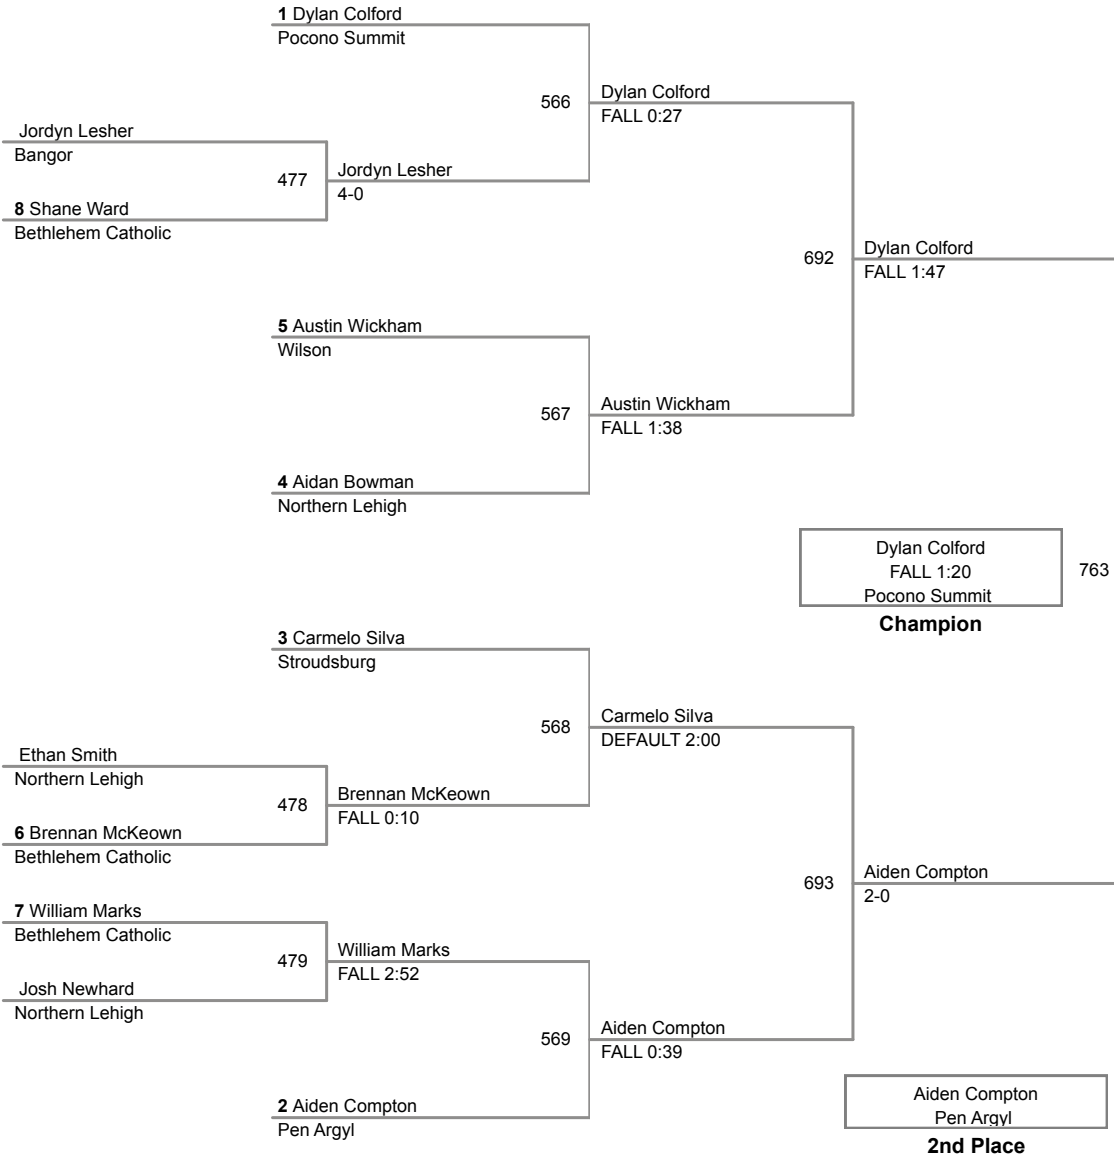 1 Dylan Colford
Pocono Summit
566
Dylan Colford
FALL 0:27
Jordyn Lesher
Bangor
477
Jordyn Lesher
4-0
8 Shane Ward
Bethlehem Catholic
692
Dylan Colford
FALL 1:47
5 Austin Wickham
Wilson
567
Austin Wickham
FALL 1:38
4 Aidan Bowman
Northern Lehigh
Dylan Colford
FALL 1:20
763
Pocono Summit
Champion
3 Carmelo Silva
Stroudsburg
568
Carmelo Silva
DEFAULT 2:00
Ethan Smith
Northern Lehigh
478
Brennan McKeown
FALL 0:10
6 Brennan McKeown
Bethlehem Catholic
693
Aiden Compton
2-0
7 William Marks
Bethlehem Catholic
479
William Marks
FALL 2:52
Josh Newhard
Northern Lehigh
569
Aiden Compton
FALL 0:39
2 Aiden Compton
Pen Argyl
Aiden Compton
Pen Argyl
2nd Place